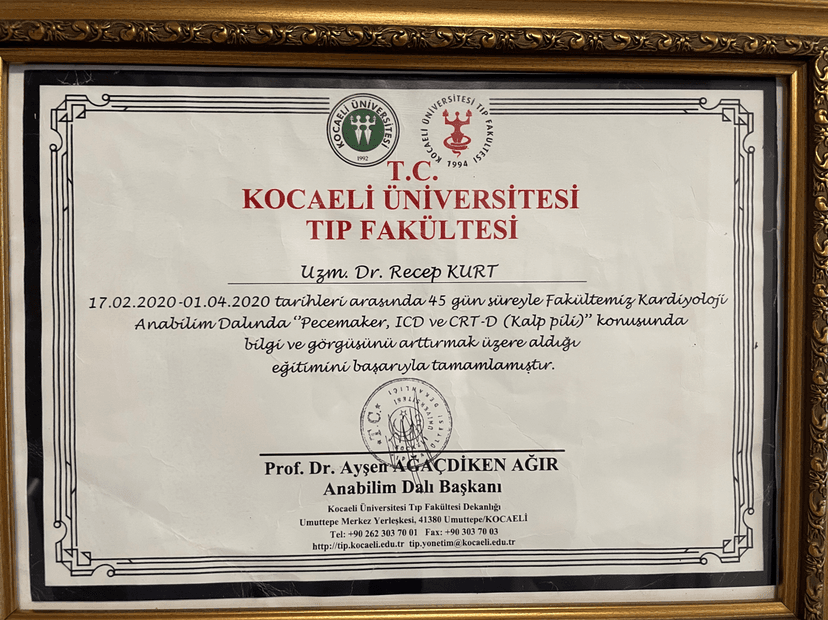 KOCAELİ ÜNİVERSİTESİ
1992
KOCAELİ ÜNİVERSİTESİ TIP FAKÜLTESİ
1994
T.C.
KOCAELİ ÜNİVERSİTESİ
TIP FAKÜLTESİ
Uzm. Dr. Recep KURT
17.02.2020-01.04.2020 tarihleri arasında 45 gün süreyle Fakültemiz Kardiyoloji
Anabilim Dalında "Pecemaker, ICD ve CRT-D (Kalp pili)" konusunda
bilgi ve görgüsünü arttırmak üzere aldığı
eğitimini başarıyla tamamlamıştır.
T.C.
Prof. Dr. Ayşen AĞAÇDİKEN AĞIR
Anabilim Dalı Başkanı
Kocaeli Üniversitesi Tıp Fakültesi Dekanlığı
Umuttepe Merkez Yerleşkesi, 41380 Umuttepe/KOCAELİ
Tel: +90 262 303 70 01 Fax: +90 303 70 03
http://tip.kocaeli.edu.tr tip.yonetim@kocaeli.edu.tr